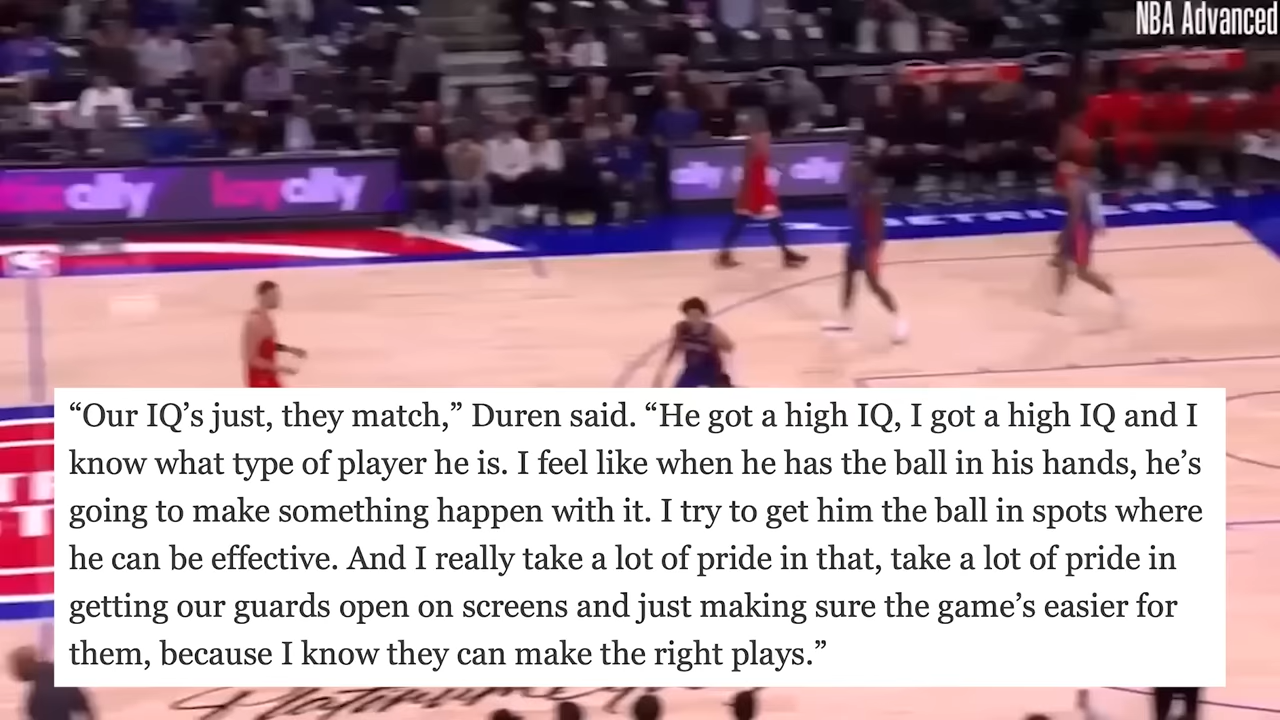 NBA Advanced
ally
ally
ally
ally
“Our IQ’s just, they match,” Duren said. “He got a high IQ, I got a high IQ and I
know what type of player he is. I feel like when he has the ball in his hands, he’s
going to make something happen with it. I try to get him the ball in spots where
he can be effective. And I really take a lot of pride in that, take a lot of pride in
getting our guards open on screens and just making sure the game’s easier for
them, because I know they can make the right plays.”